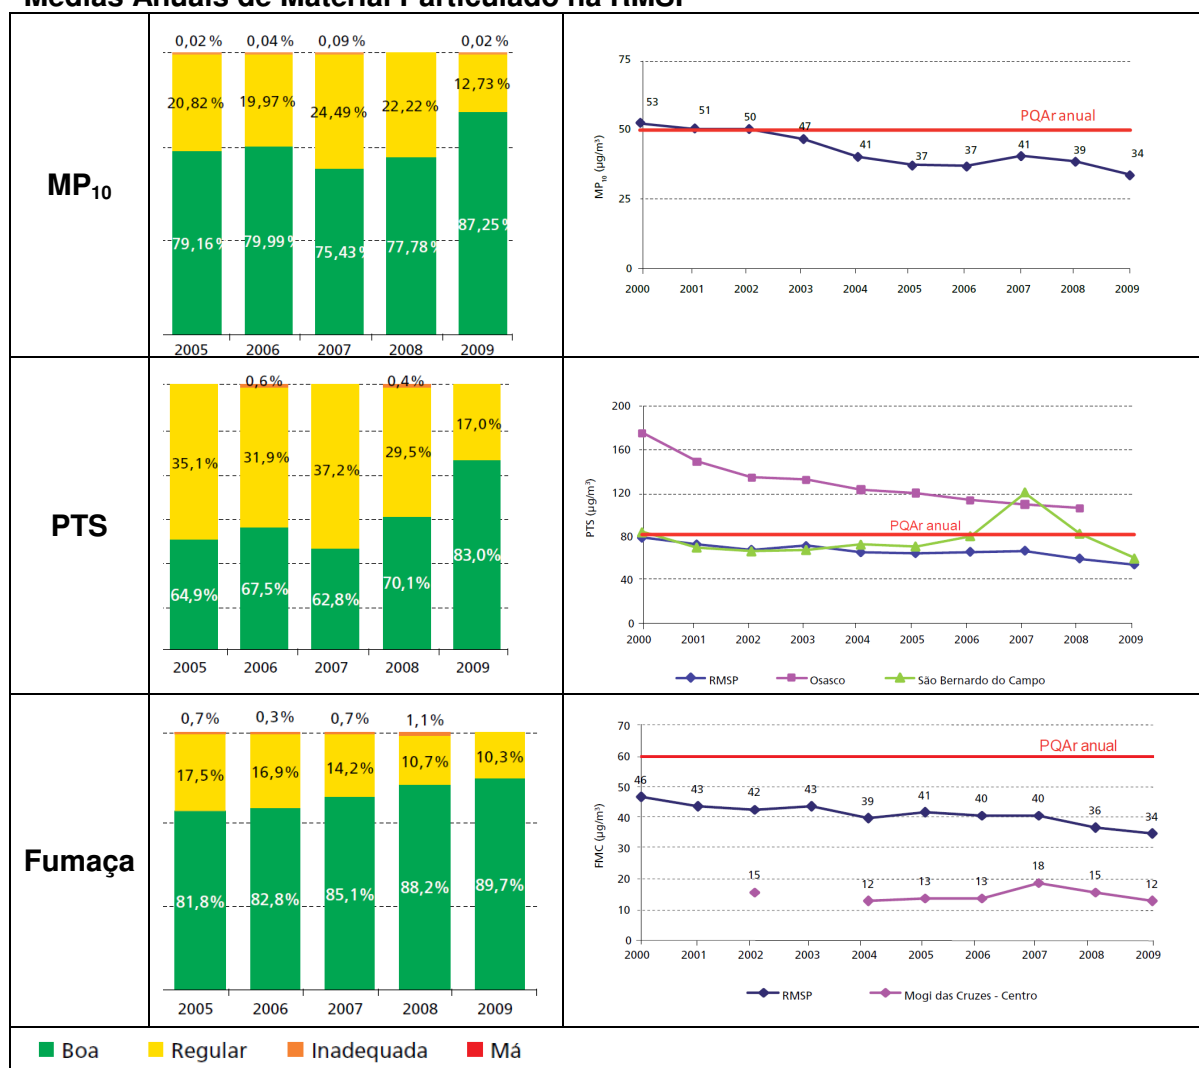 Médias Anuais de Material Particulado na RMSP
MP₁₀
0,02 % 0,04 % 0,09 % 0,02 %
20,82 % 19,97 % 24,49 % 22,22 % 12,73 %
79,16 % 79,99 % 75,43 % 77,78 % 87,25 %
2005 2006 2007 2008 2009
MP₁₀ (µg/m³)
75
50
25
0
PQAr anual
53 51 50 47 41 37 37 41 39 34
2000 2001 2002 2003 2004 2005 2006 2007 2008 2009
PTS
0,6% 0,4%
35,1% 31,9% 37,2% 29,5% 17,0%
64,9% 67,5% 62,8% 70,1% 83,0%
2005 2006 2007 2008 2009
PTS (µg/m³)
200
160
120
80
40
0
PQAr anual
2000 2001 2002 2003 2004 2005 2006 2007 2008 2009
RMSP Osasco São Bernardo do Campo
Fumaça
0,7% 0,3% 0,7% 1,1%
17,5% 16,9% 14,2% 10,7% 10,3%
81,8% 82,8% 85,1% 88,2% 89,7%
2005 2006 2007 2008 2009
FMC (µg/m³)
70
60
50
40
30
20
10
0
PQAr anual
46 43 42 43 39 41 40 40 36 34
15 12 13 13 18 15 12
2000 2001 2002 2003 2004 2005 2006 2007 2008 2009
RMSP Mogi das Cruzes - Centro
Boa Regular Inadequada Má